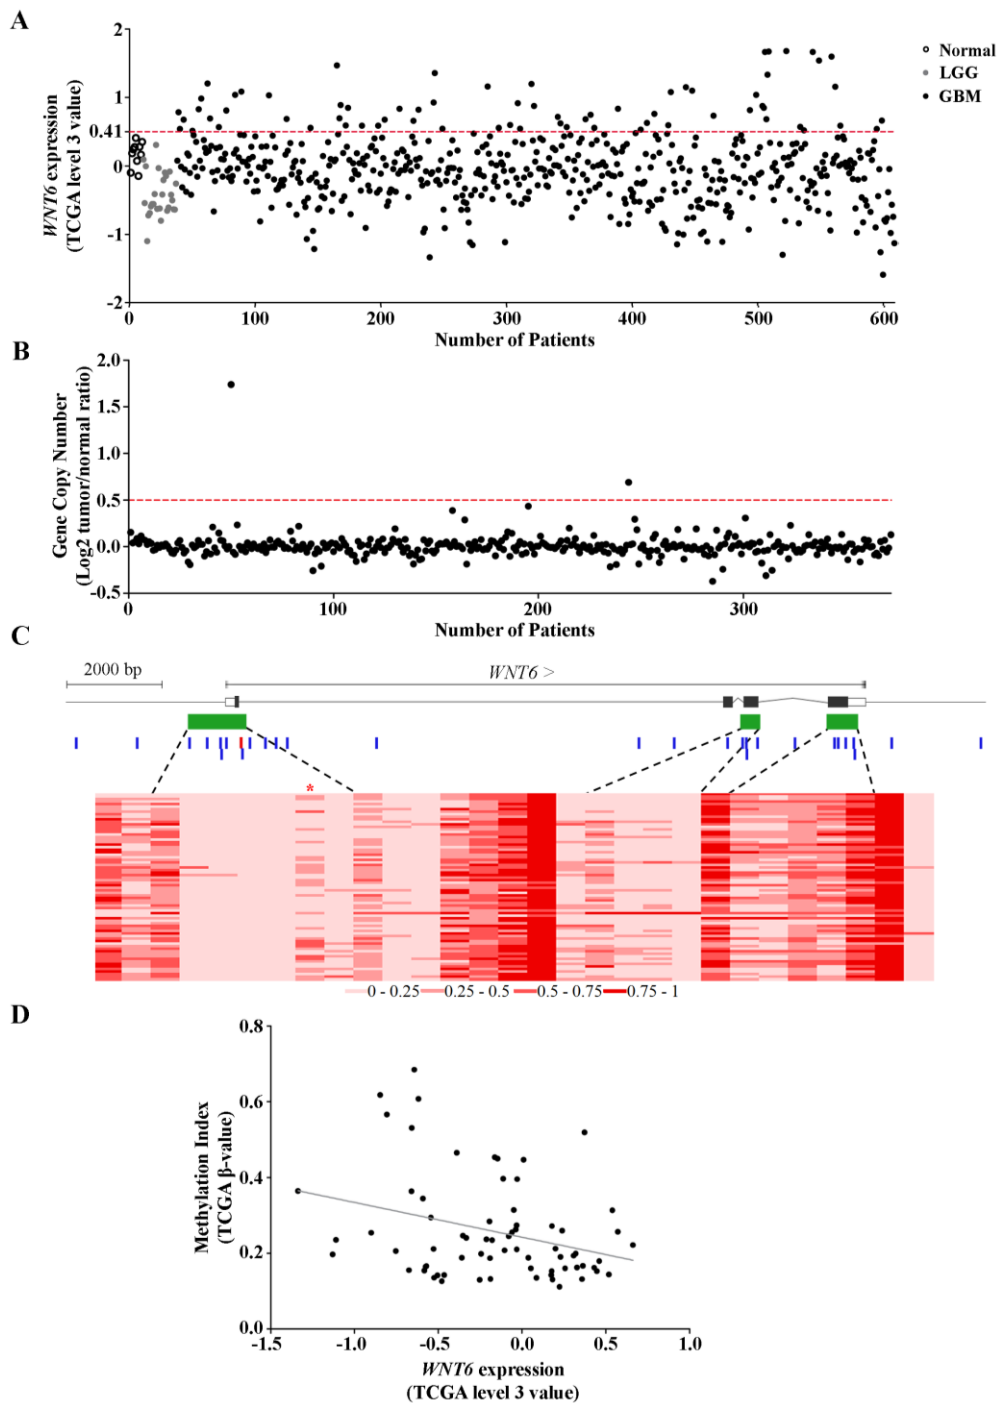 A
WNT6 expression
(TCGA level 3 value)
2
1
0.41
0
-1
-2
0
100
200
300
400
500
600
Number of Patients
Normal
LGG
GBM
B
Gene Copy Number
(Log2 tumor/normal ratio)
2.0
1.5
1.0
0.5
0.0
-0.5
0
100
200
300
Number of Patients
C
2000 bp
WNT6 >
*
0 - 0.25
0.25 - 0.5
0.5 - 0.75
0.75 - 1
D
Methylation Index
(TCGA β-value)
0.8
0.6
0.4
0.2
0.0
-1.5
-1.0
-0.5
0.0
0.5
1.0
WNT6 expression
(TCGA level 3 value)